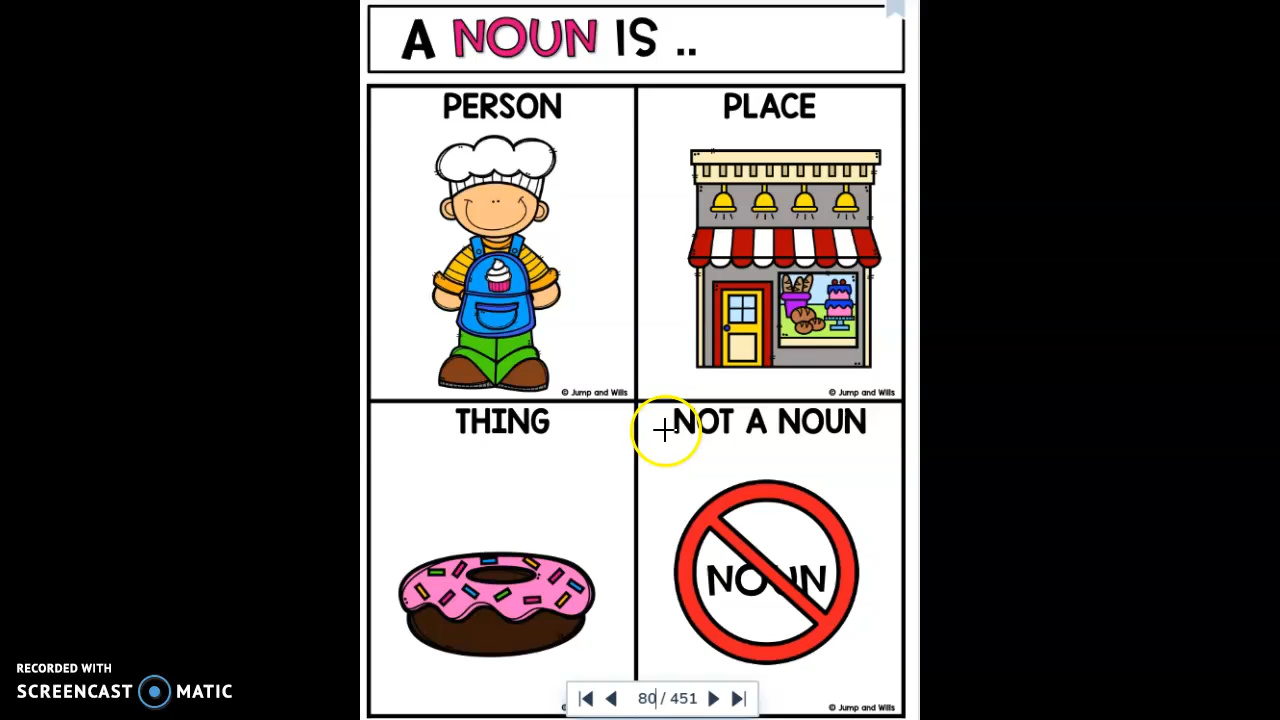 A NOUN IS ..
PERSON
PLACE
© Jump and Wills
© Jump and Wills
THING
NOT A NOUN
NOUN
80 / 451
© Jump and Wills
RECORDED WITH
SCREENCAST MATIC